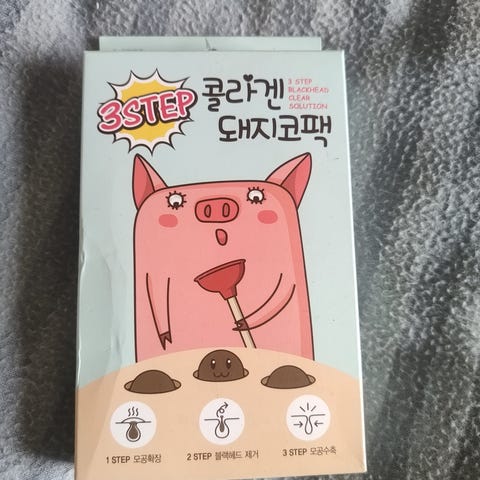 3STEP
콜라겐
돼지코팩
3 STEP
BLACKHEAD
CLEAR
SOLUTION
1 STEP 모공확장
2 STEP 블랙헤드 제거
3 STEP 모공수축